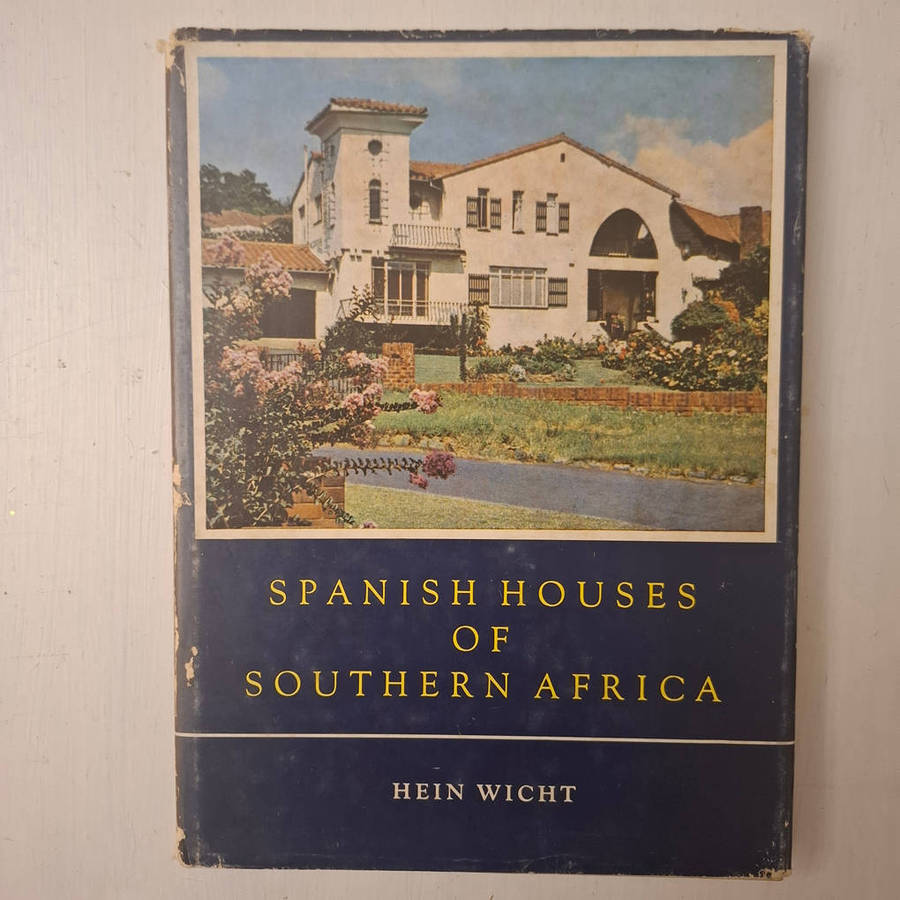 SPANISH HOUSES
OF
SOUTHERN AFRICA
HEIN WICHT